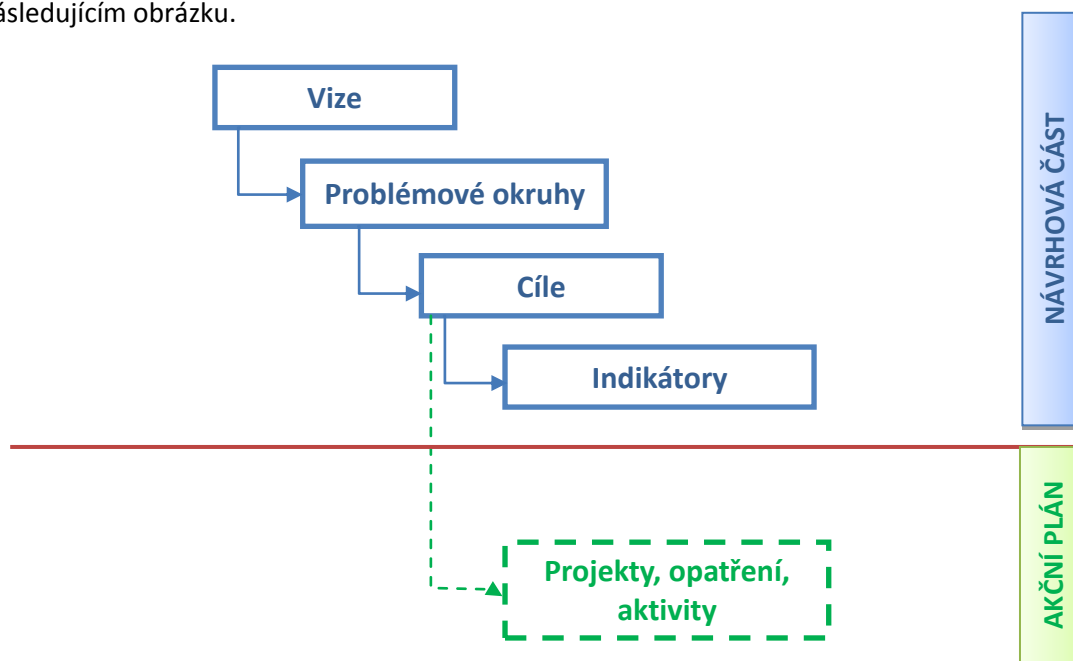 následujícím obrázku.
Vize
Problémové okruhy
Cíle
Indikátory
NÁVRHOVÁ ČÁST
Projekty, opatření,
aktivity
AKČNÍ PLÁN